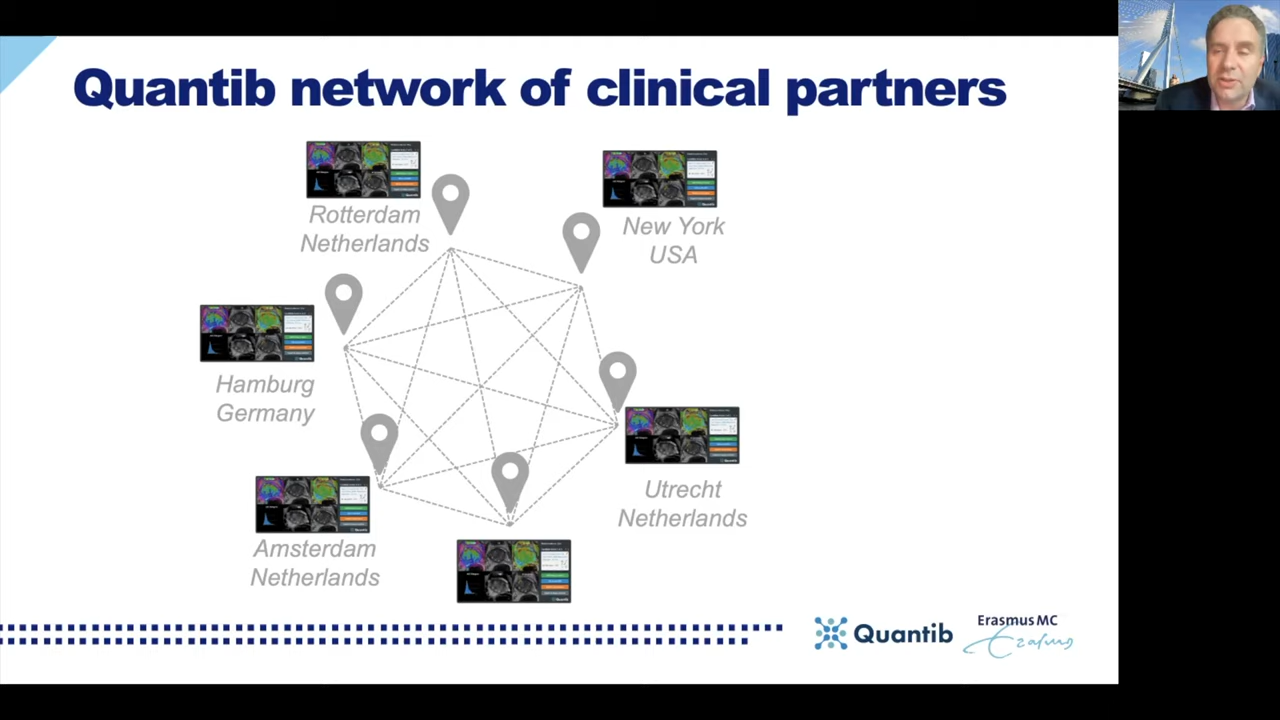 Quantib network of clinical partners
Rotterdam
Netherlands
New York
USA
Hamburg
Germany
Utrecht
Netherlands
Amsterdam
Netherlands
Quantib
Erasmus MC
Erasmus